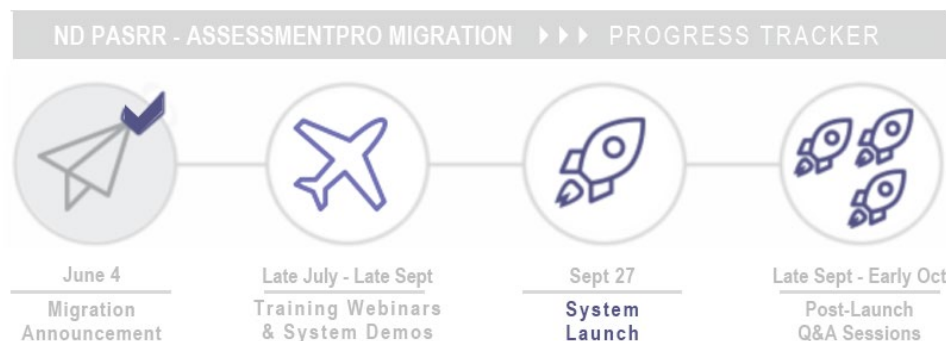 ND PASRR - ASSESSMENTPRO MIGRATION ▶ ▶ ▶ PROGRESS TRACKER
June 4
Migration
Announcement
Late July - Late Sept
Training Webinars
& System Demos
Sept 27
System
Launch
Late Sept - Early Oct
Post-Launch
Q&A Sessions